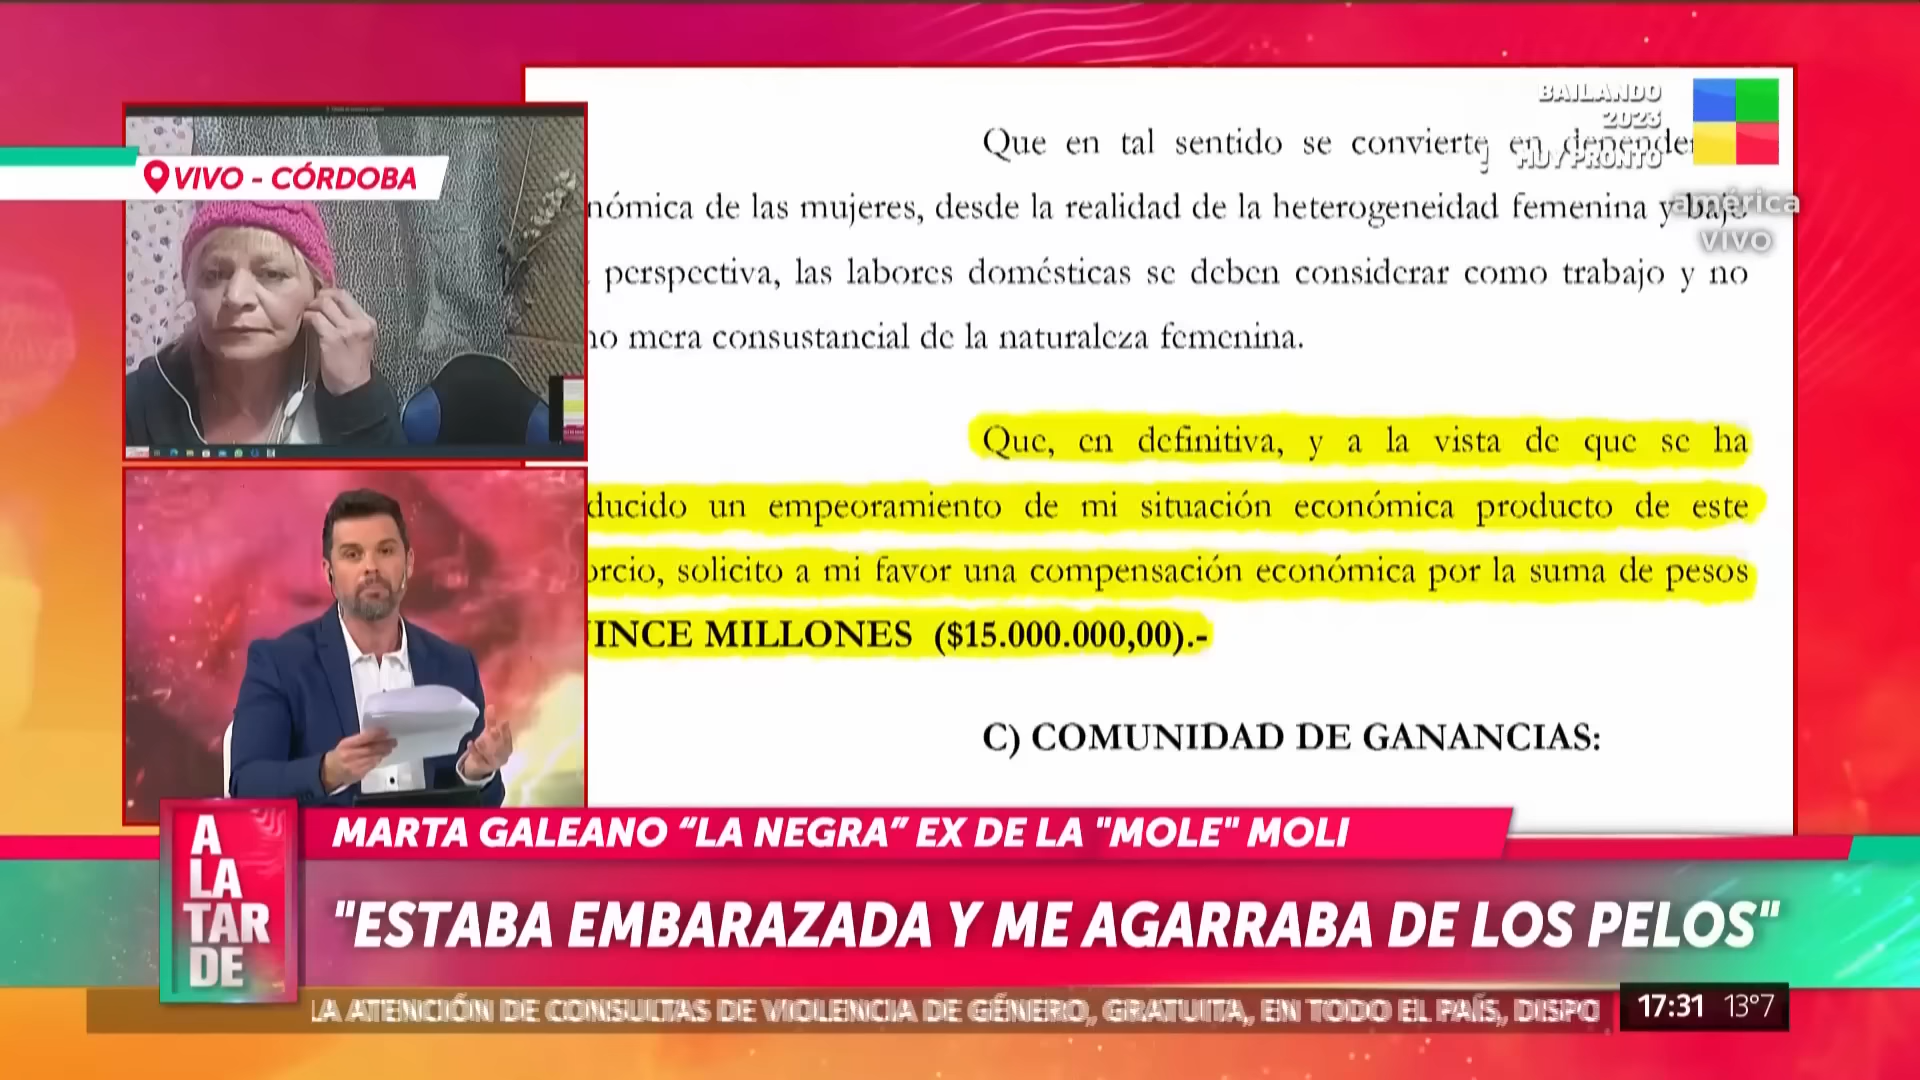 BAILANDO
2023
MUY PRONTO
américa
VIVO
VIVO - CÓRDOBA
Que en tal sentido se convierte en
nómica de las mujeres, desde la realidad de la heterogeneidad femenina y bajo
perspectiva, las labores domésticas se deben considerar como trabajo y no
mo mera consustancial de la naturaleza femenina.
Que, en definitiva, y a la vista de que se ha
ducido un empeoramiento de mi situación económica producto de este
orcio, solicito a mi favor una compensación económica por la suma de pesos
INCE MILLONES ($15.000.000,00).-
C) COMUNIDAD DE GANANCIAS:
MARTA GALEANO “LA NEGRA” EX DE LA "MOLE" MOLI
"ESTABA EMBARAZADA Y ME AGARRABA DE LOS PELOS"
A
LA
TAR
DE
LA ATENCIÓN DE CONSULTAS DE VIOLENCIA DE GÉNERO, GRATUITA, EN TODO EL PAÍS, DISPO
17:31 13°7